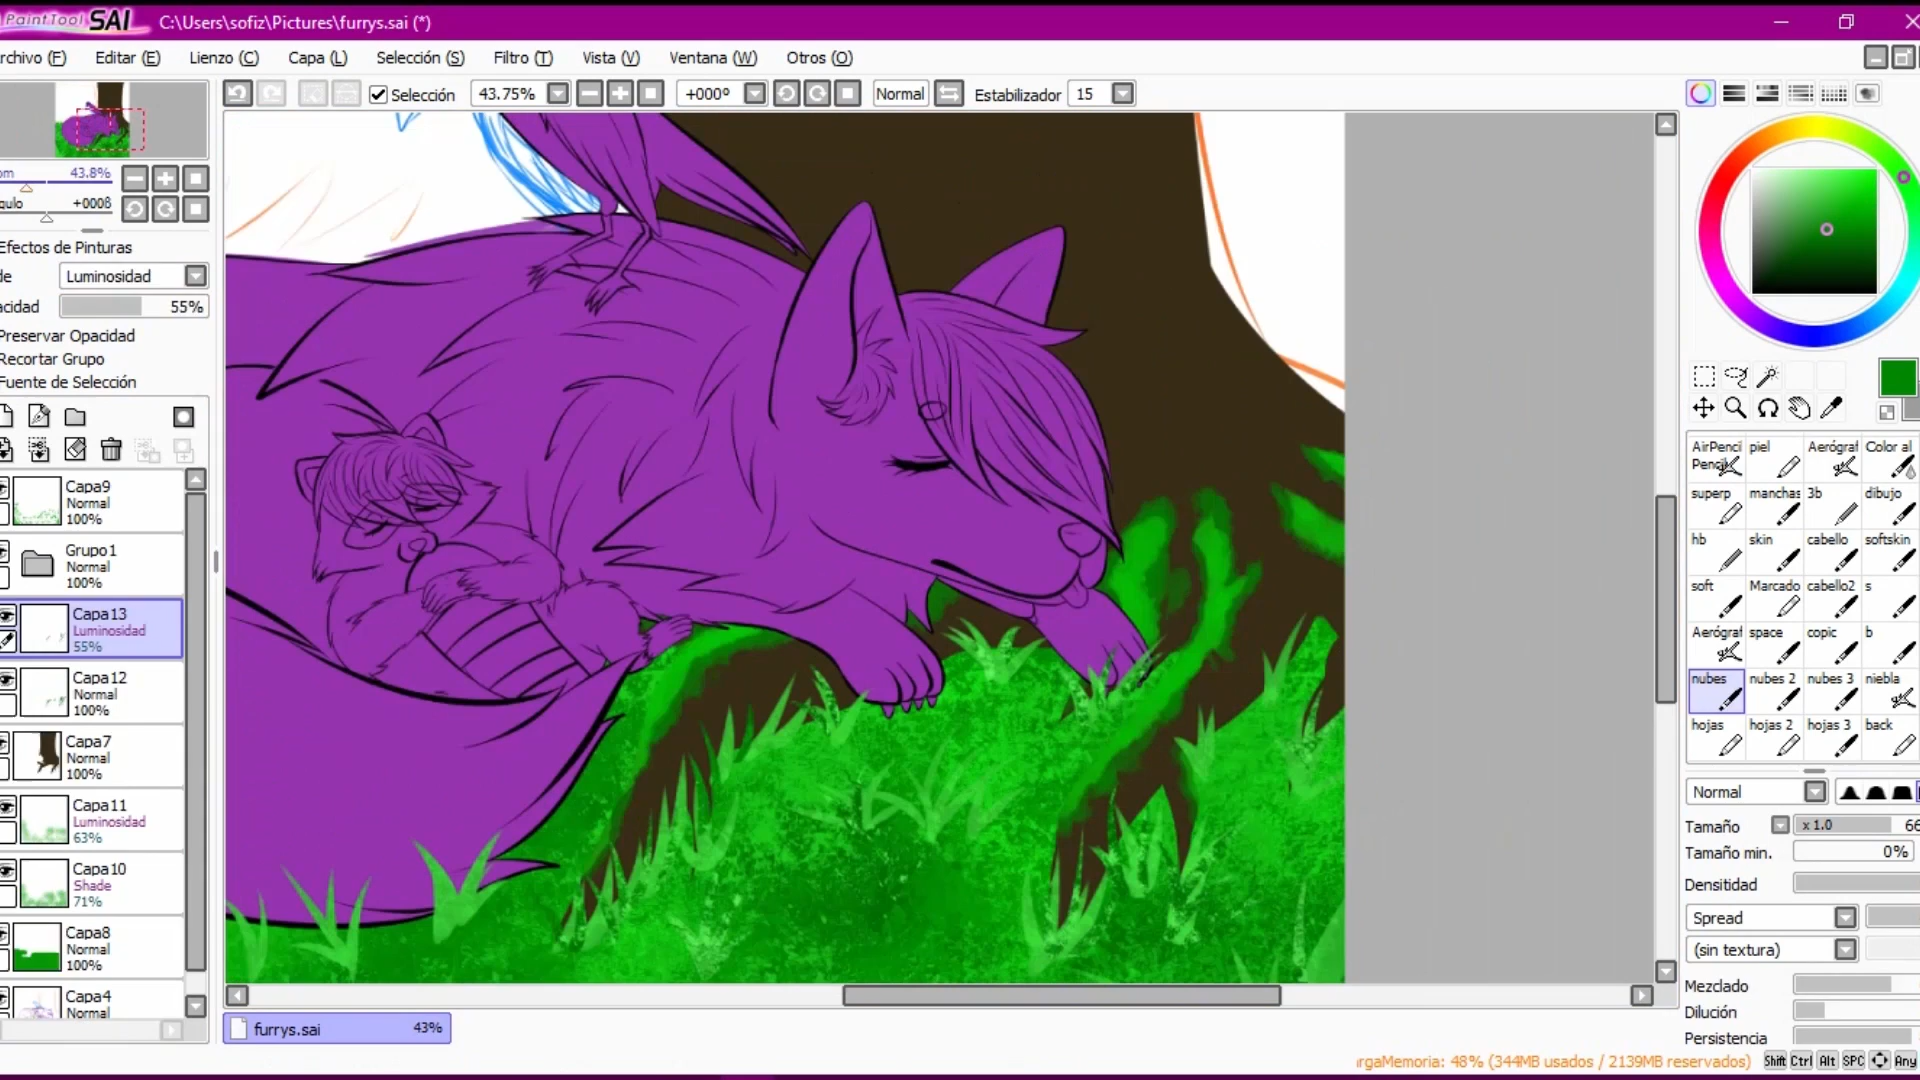 PaintTool SAI C:\Users\sofiz\Pictures\furrys.sai (*)
rchivo (F) Editar (E) Lienzo (C) Capa (L) Selección (S) Filtro (T) Vista (V) Ventana (W) Otros (O)
Selección 43.75% +000º Normal Estabilizador 15
om 43.8%
gulo +000ß
Efectos de Pinturas
de Luminosidad
acidad 55%
Preservar Opacidad
Recortar Grupo
Fuente de Selección
Capa9
Normal
100%
Grupo1
Normal
100%
Capa13
Luminosidad
55%
Capa12
Normal
100%
Capa7
Normal
100%
Capa11
Luminosidad
63%
Capa10
Shade
71%
Capa8
Normal
100%
Capa4
Normal
furrys.sai 43%
AirPenci piel Aerógraf Color al
Pencil
superp manchas 3b dibujo
hb skin cabello softskin
soft Marcado cabello2 s
Aerógraf space copic b
nubes nubes 2 nubes 3 niebla
hojas hojas 2 hojas 3 back
Normal
Tamaño x 1.0 66
Tamaño min. 0%
Densitidad
Spread
(sin textura)
Mezclado
Dilución
Persistencia
rgaMemoria: 48% (344MB usados / 2139MB reservados) Shift Ctrl Alt SPC Any